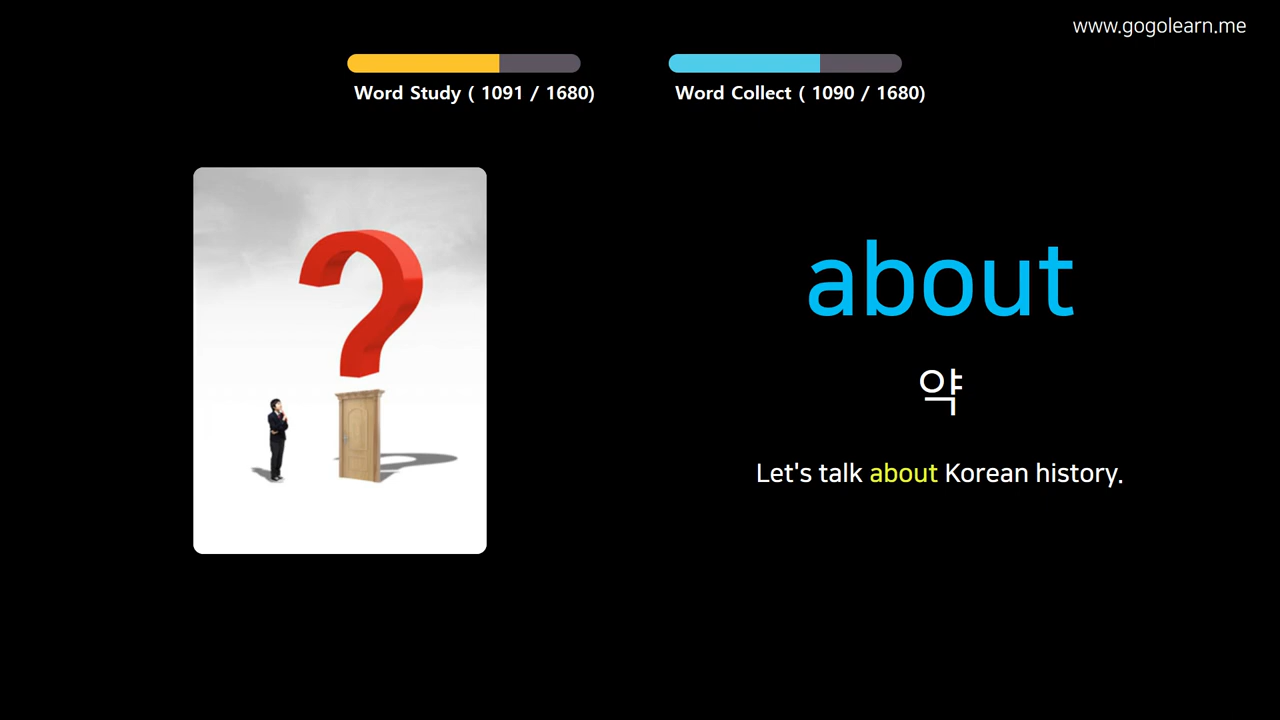 www.gogolearn.me
Word Study ( 1091 / 1680)
Word Collect ( 1090 / 1680)
about
약
Let's talk about Korean history.